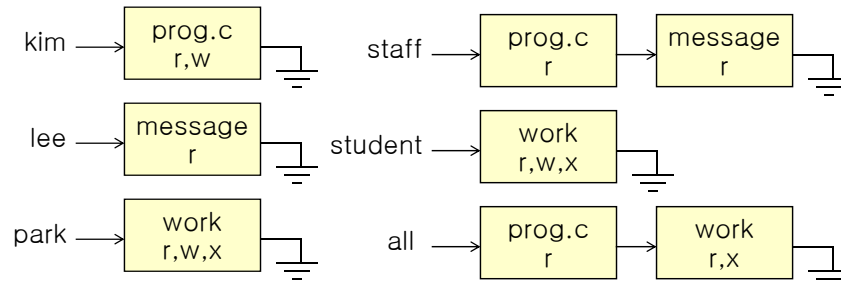 kim
prog.c
r,w
lee
message
r
park
work
r,w,x
staff
prog.c
r
message
r
student
work
r,w,x
all
prog.c
r
work
r,x